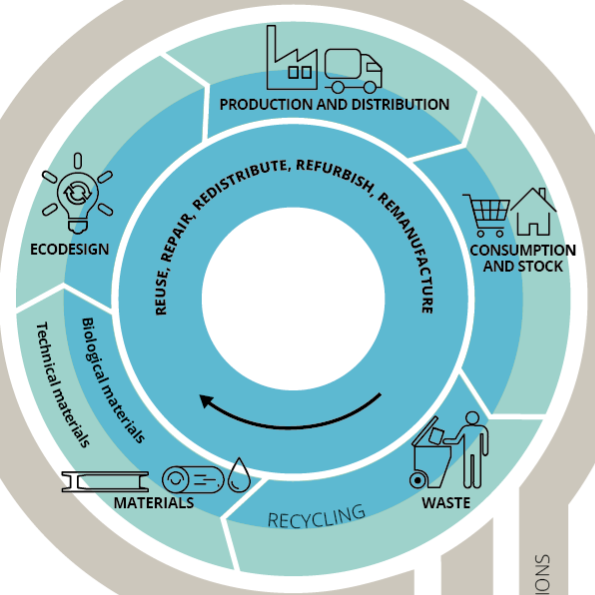 PRODUCTION AND DISTRIBUTION
REUSE, REPAIR, REDISTRIBUTE, REFURBISH, REMANUFACTURE
ECODESIGN
CONSUMPTION
AND STOCK
Technical materials
Biological materials
MATERIALS
WASTE
RECYCLING